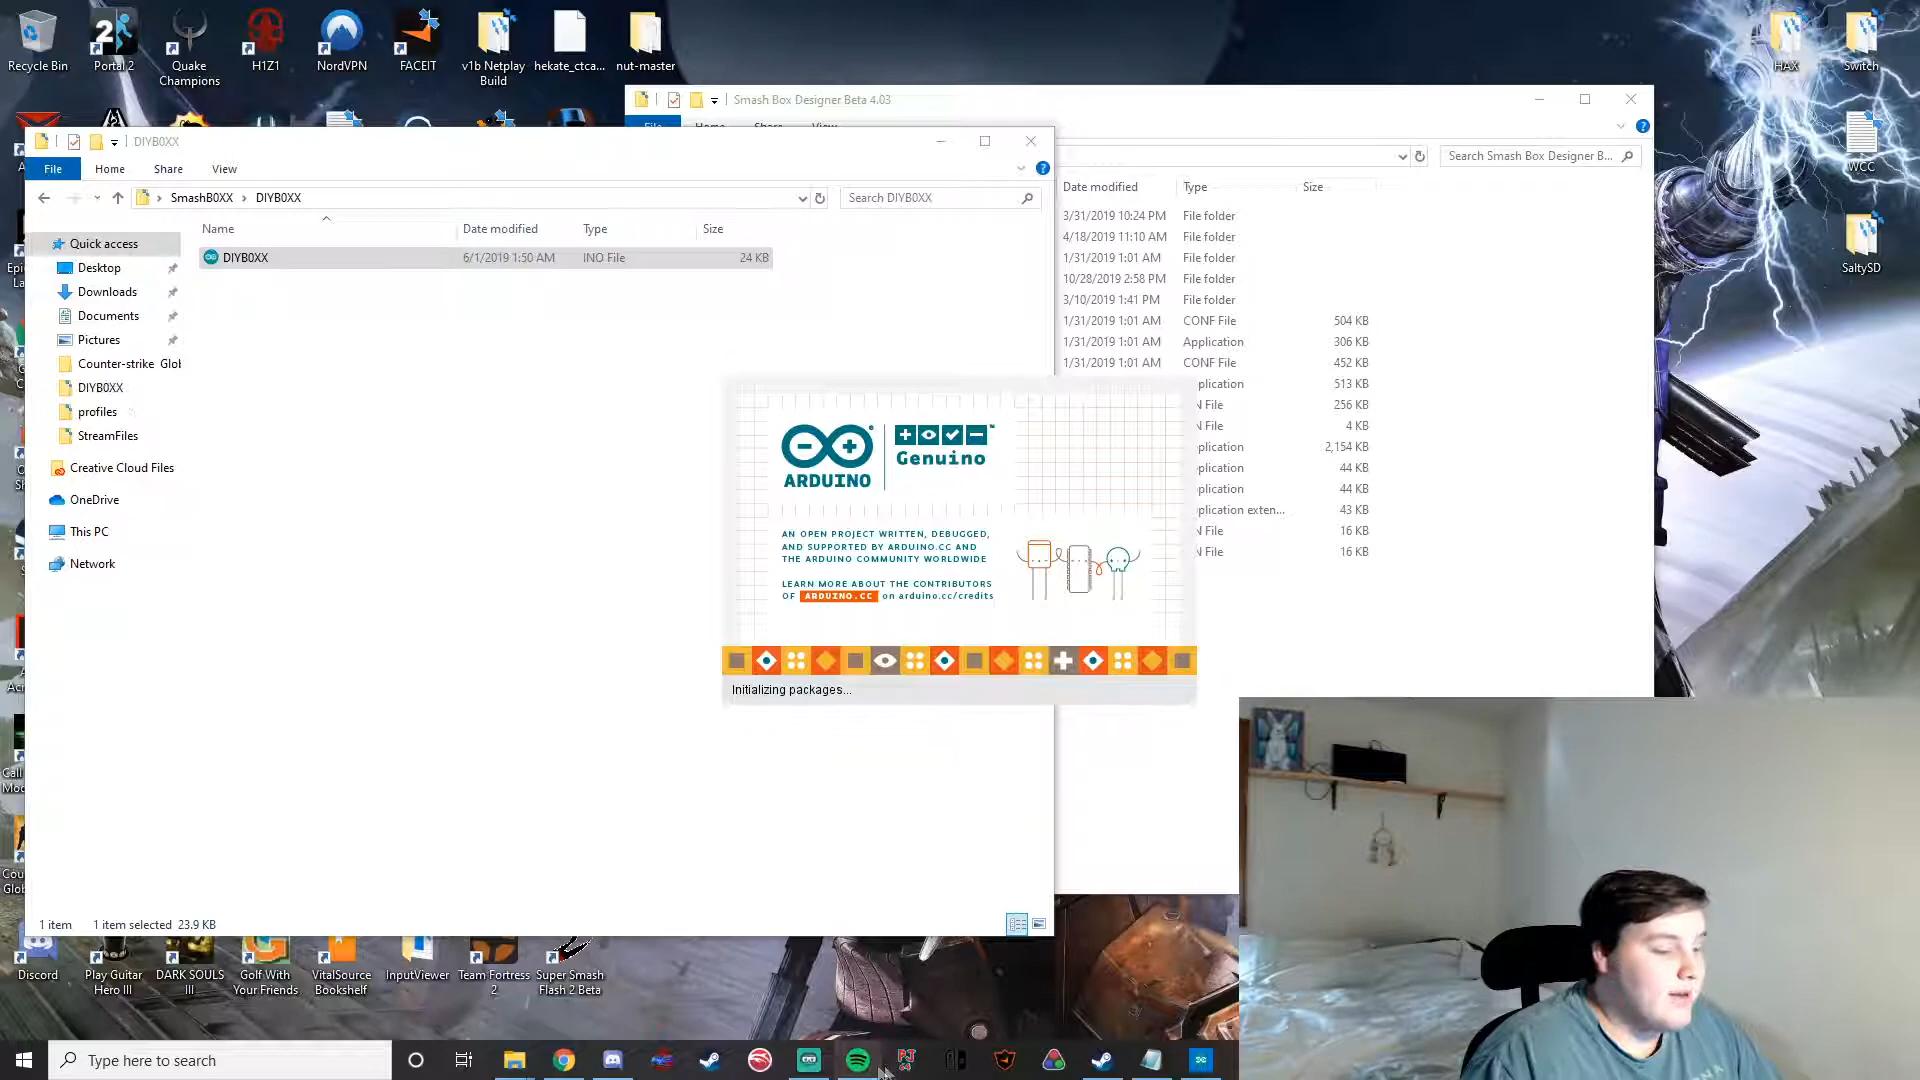 Recycle Bin
Portal 2
Quake Champions
H1Z1
NordVPN
FACEIT
v1b Netplay Build
hekate_ctca...
nut-master
HAX
Switch
WCC
SaltySD
Smash Box Designer Beta 4.03
File Home Share View
Search Smash Box Designer B...
Date modified Type Size
3/31/2019 10:24 PM File folder
4/18/2019 11:10 AM File folder
1/31/2019 1:01 AM File folder
10/28/2019 2:58 PM File folder
3/10/2019 1:41 PM File folder
1/31/2019 1:01 AM CONF File 504 KB
1/31/2019 1:01 AM Application 306 KB
1/31/2019 1:01 AM CONF File 452 KB
pplication 513 KB
N File 256 KB
N File 4 KB
pplication 2,154 KB
pplication 44 KB
pplication 44 KB
pplication exten... 43 KB
N File 16 KB
N File 16 KB
DIYB0XX
File Home Share View
SmashB0XX DIYB0XX
Search DIYB0XX
Name Date modified Type Size
DIYB0XX 6/1/2019 1:50 AM INO File 24 KB
Quick access
Desktop
Downloads
Documents
Pictures
Counter-strike Glob
DIYB0XX
profiles
StreamFiles
Creative Cloud Files
OneDrive
This PC
Network
1 item 1 item selected 23.9 KB
ARDUINO Genuino
AN OPEN PROJECT WRITTEN, DEBUGGED,
AND SUPPORTED BY ARDUINO.CC AND
THE ARDUINO COMMUNITY WORLDWIDE
LEARN MORE ABOUT THE CONTRIBUTORS
OF ARDUINO.CC on arduino.cc/credits
Initializing packages...
Discord
Play Guitar Hero III
DARK SOULS III
Golf With Your Friends
VitalSource Bookshelf
InputViewer
Team Fortress 2
Super Smash Flash 2 Beta
Type here to search